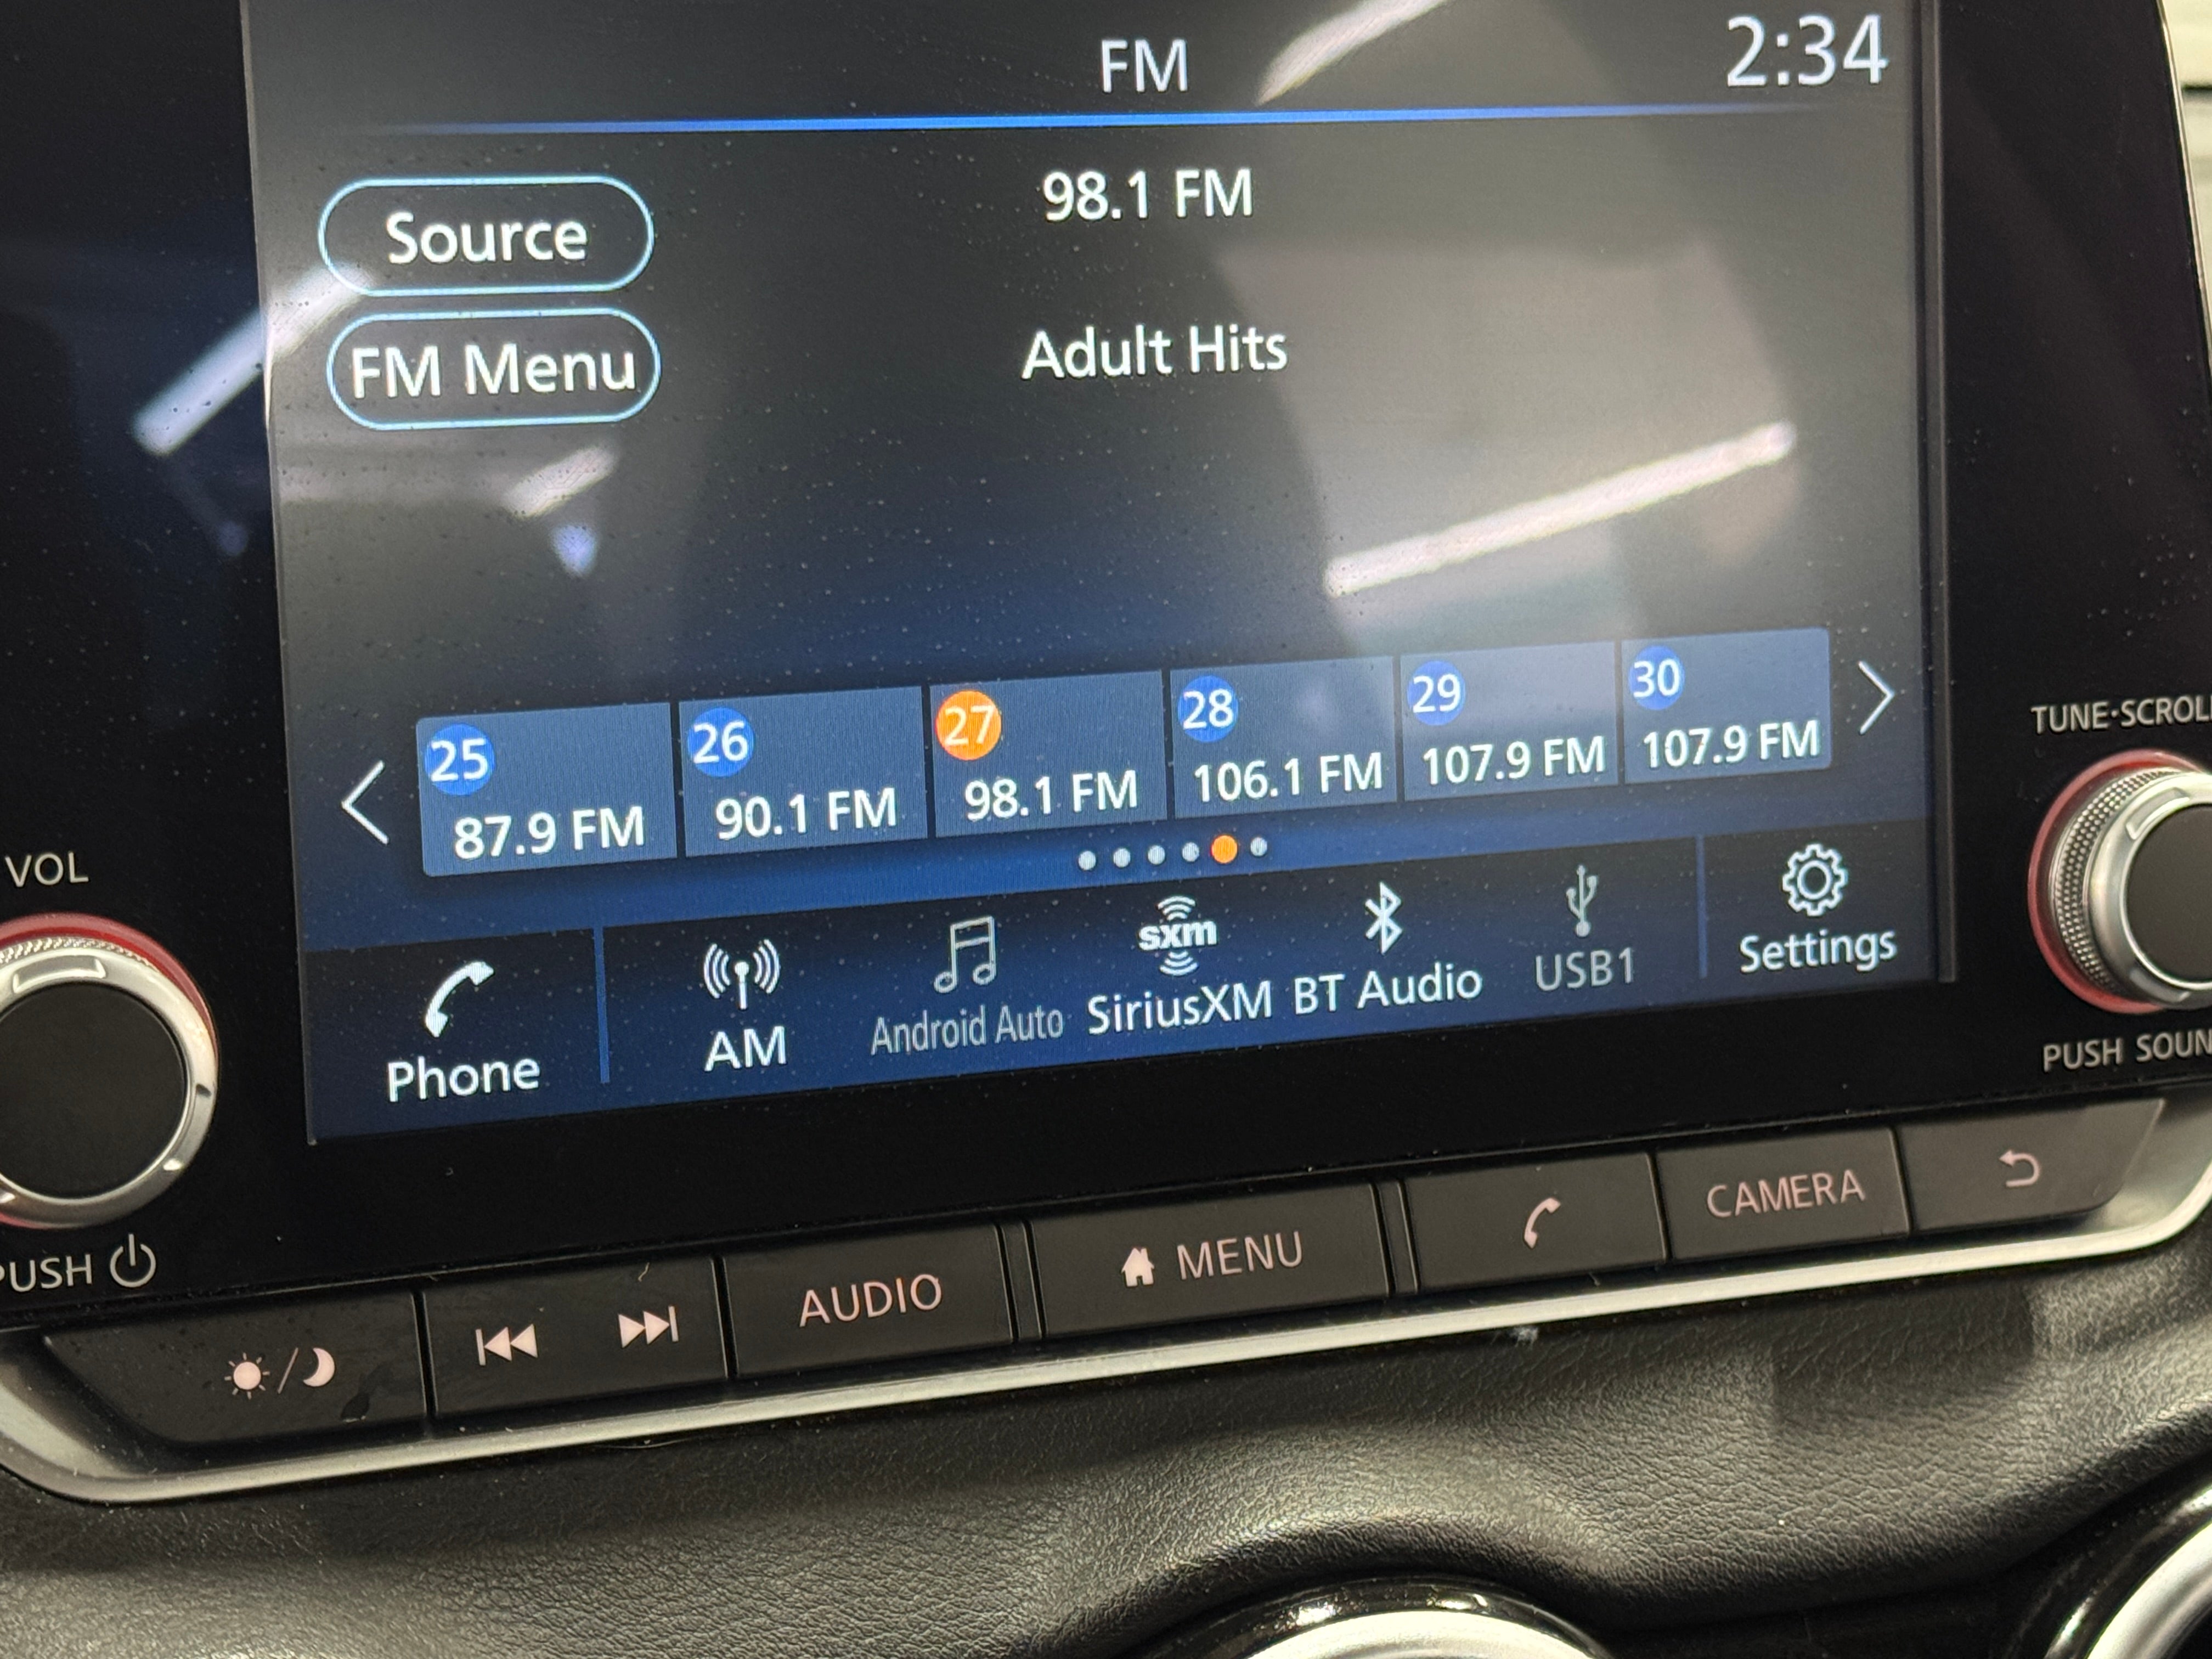 FM
2:34
98.1 FM
Source
FM Menu
Adult Hits
25
87.9 FM
26
90.1 FM
27
98.1 FM
28
106.1 FM
29
107.9 FM
30
107.9 FM
TUNE·SCROLL
VOL
Phone
AM
Android Auto
sxm
SiriusXM
BT Audio
USB1
Settings
PUSH SOUN
PUSH
AUDIO
MENU
CAMERA